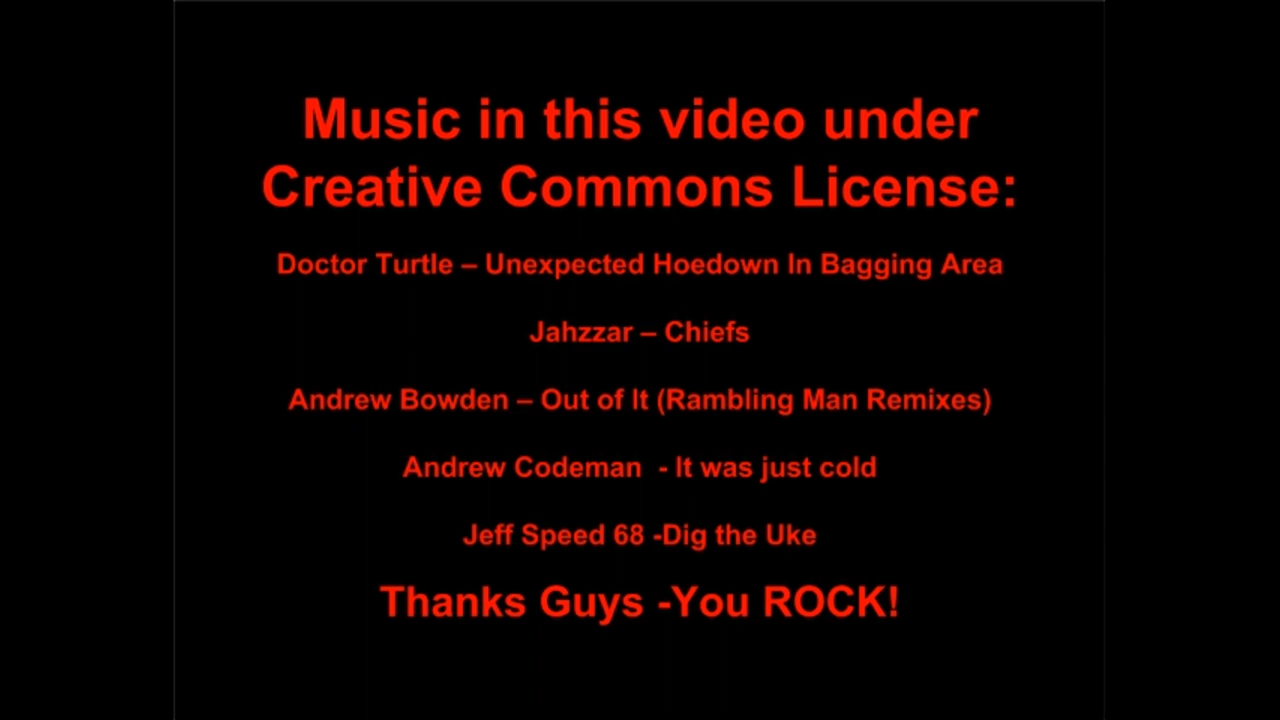 Music in this video under
Creative Commons License:
Doctor Turtle – Unexpected Hoedown In Bagging Area
Jahzzar – Chiefs
Andrew Bowden – Out of It (Rambling Man Remixes)
Andrew Codeman  - It was just cold
Jeff Speed 68 -Dig the Uke
Thanks Guys -You ROCK!